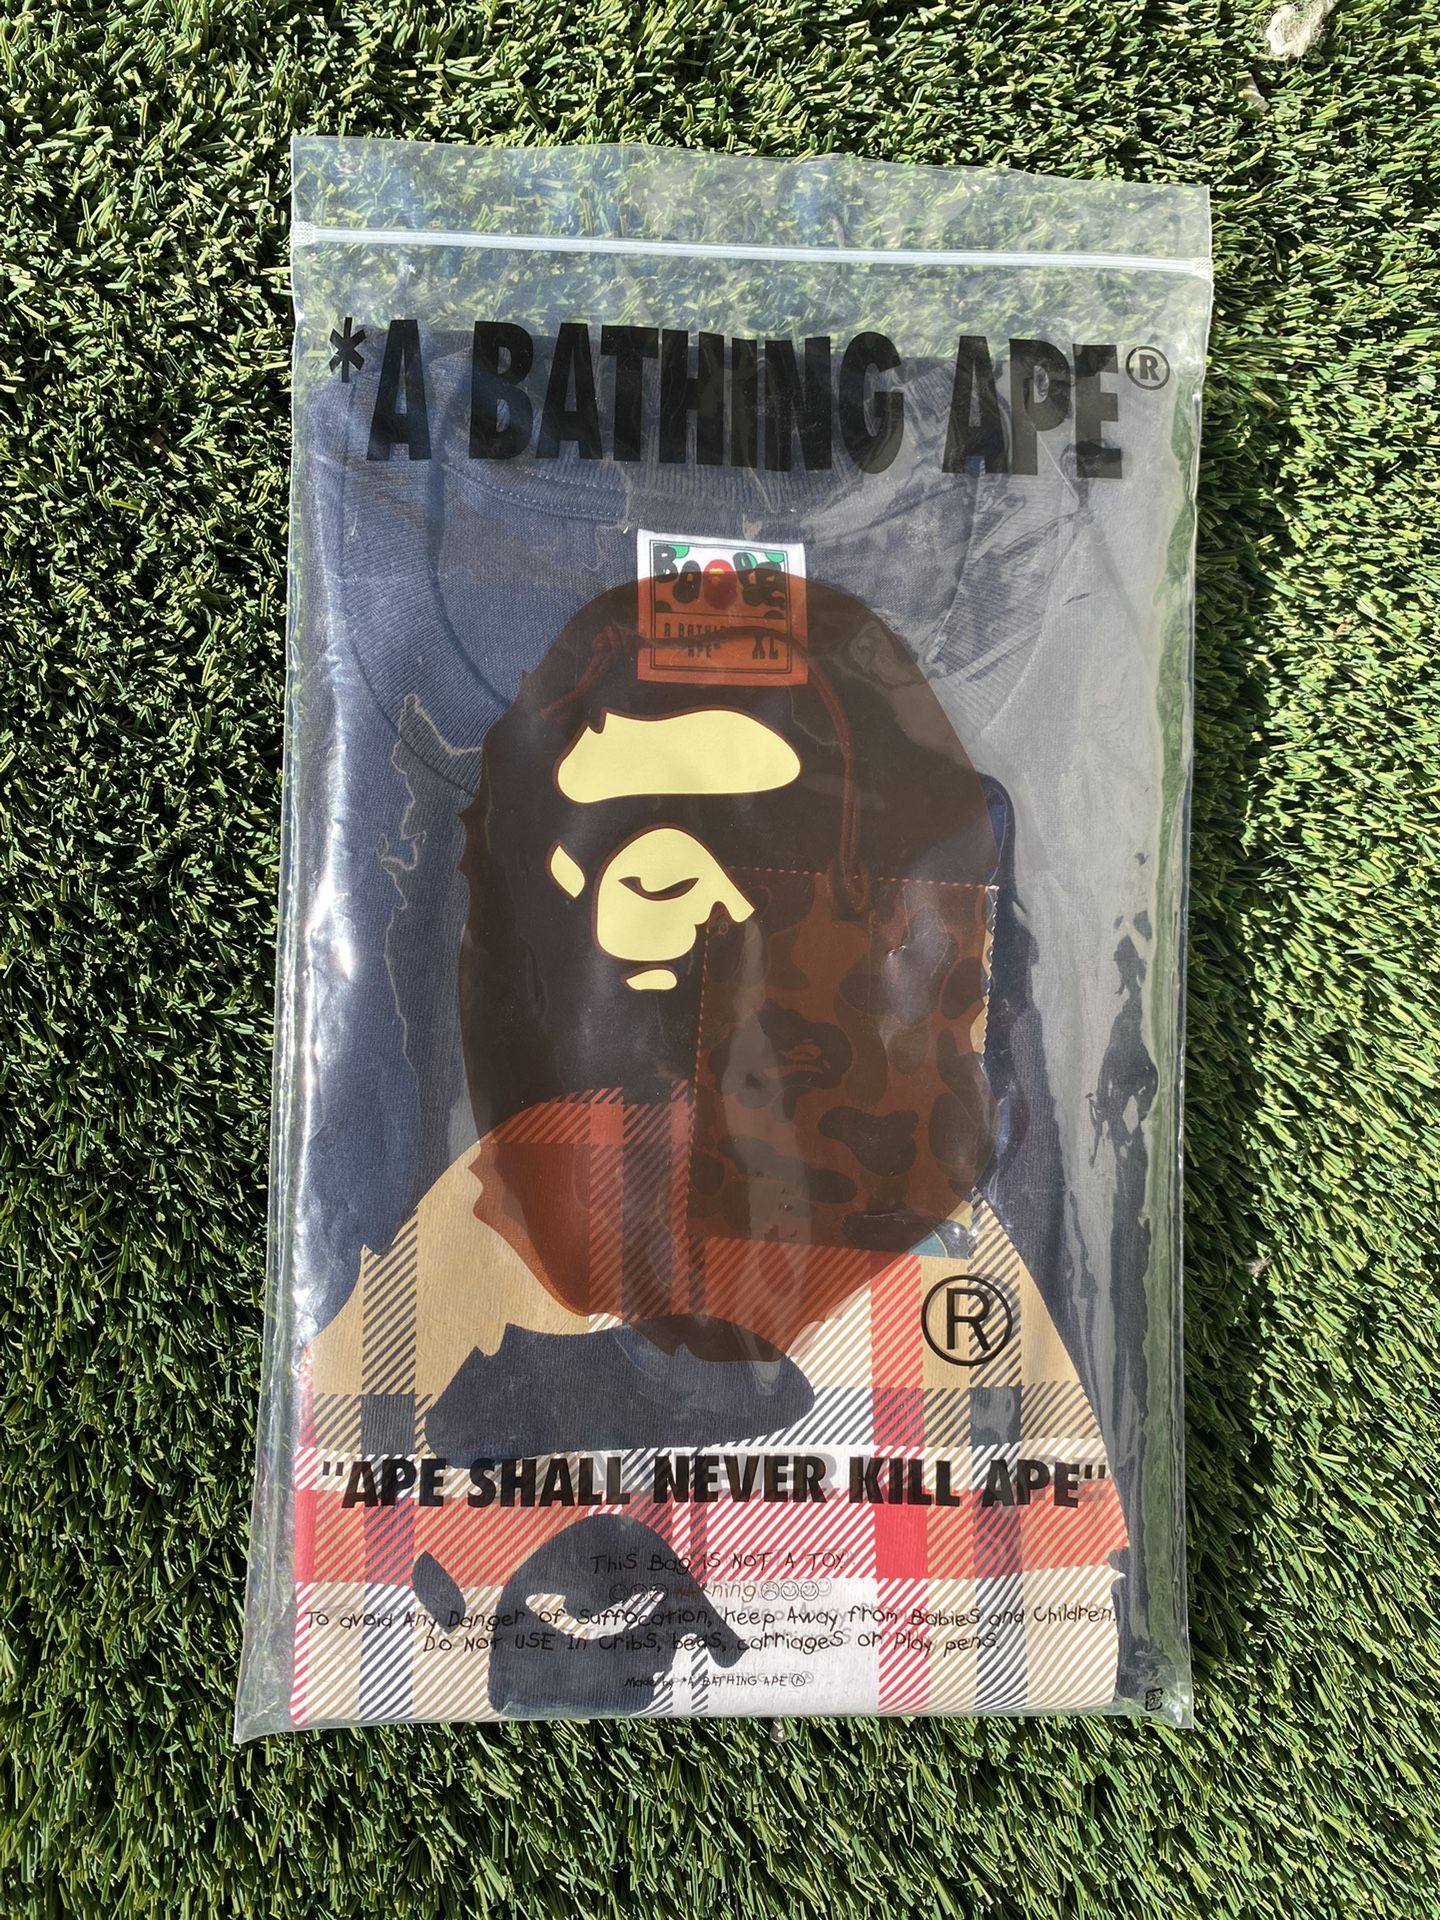 *A BATHING APE®
BAPE
A BATHING
APE® XL
®
"APE SHALL NEVER KILL APE"
This Bag is NOT A TOY.
Warning
To avoid Any Danger of Suffocation, Keep Away from Babies and Children.
Do Not USE In Cribs, beds, carriages or Play pens.
Made by *A BATHING APE®